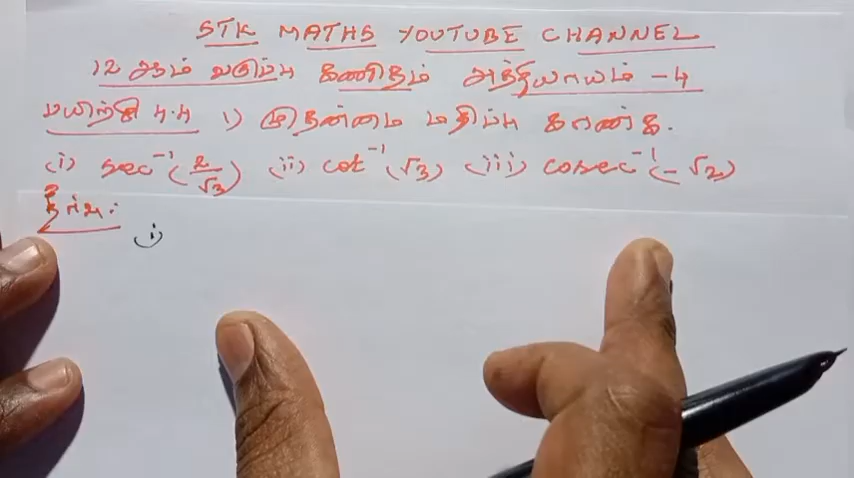 STK MATHS YOUTUBE CHANNEL
12 ஆம் வகுப்பு கணிதம் அத்தியாயம் - 4
பயிற்சி 4.4 1) முதன்மை மதிப்பு காண்க.
(i) sec⁻¹(2/√3) (ii) cot⁻¹(√3) (iii) cosec⁻¹(-√2)
தீர்வு:
i)